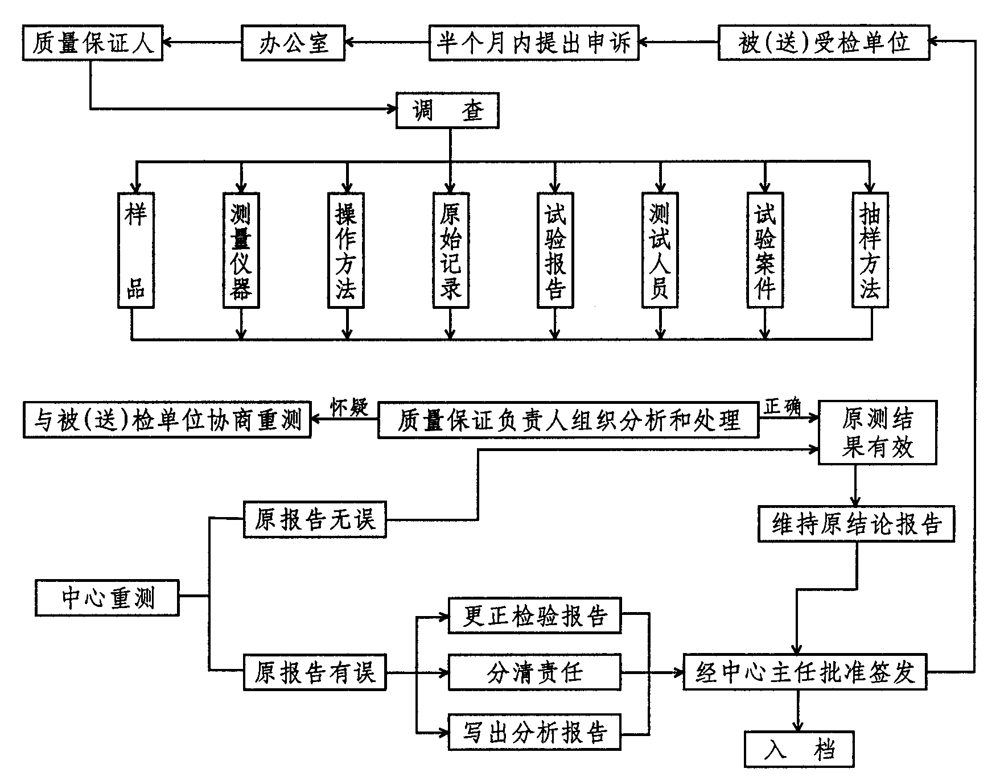 质量保证人
办公室
半个月内提出申诉
被(送)受检单位
调 查
样 品
测量仪器
操作方法
原始记录
试验报告
测试人员
试验案件
抽样方法
与被(送)检单位协商重测
怀疑
质量保证负责人组织分析和处理
正确
原测结
果有效
原报告无误
维持原结论报告
中心重测
更正检验报告
原报告有误
分清责任
经中心主任批准签发
写出分析报告
入 档